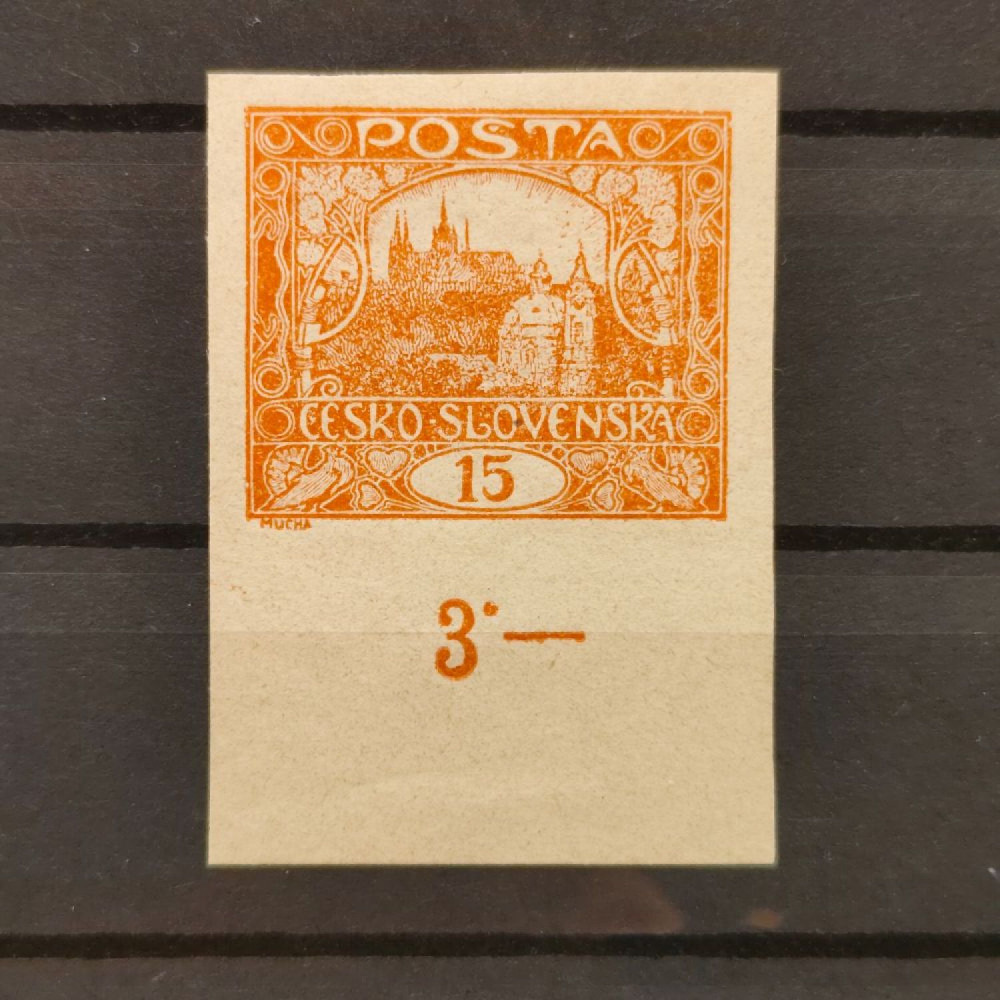 POSTA
ČESKO·SLOVENSKÁ
15
MUCHA
3·—